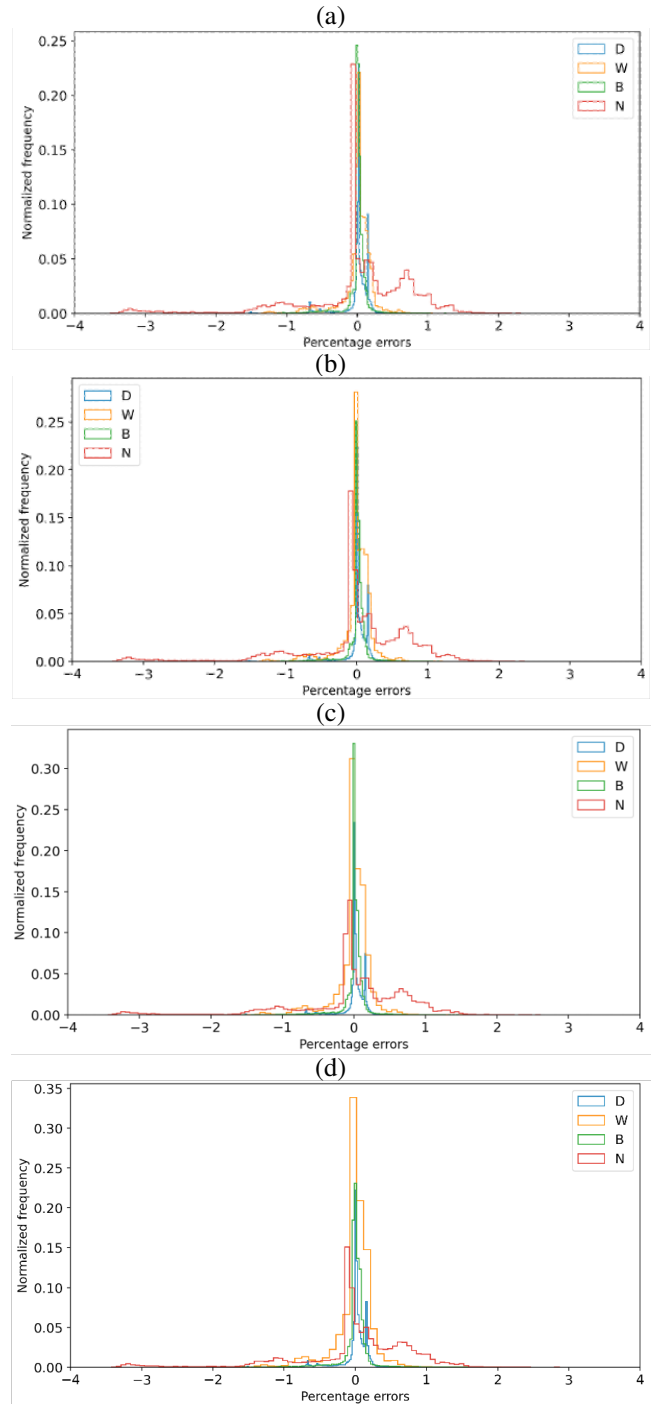 (a)
0.25
0.20
0.15
0.10
0.05
0.00
Normalized frequency
D
W
B
N
−4 −3 −2 −1 0 1 2 3 4
Percentage errors
(b)
0.25
0.20
0.15
0.10
0.05
0.00
Normalized frequency
D
W
B
N
−4 −3 −2 −1 0 1 2 3 4
Percentage errors
(c)
0.30
0.25
0.20
0.15
0.10
0.05
0.00
Normalized frequency
D
W
B
N
−4 −3 −2 −1 0 1 2 3 4
Percentage errors
(d)
0.35
0.30
0.25
0.20
0.15
0.10
0.05
0.00
Normalized frequency
D
W
B
N
−4 −3 −2 −1 0 1 2 3 4
Percentage errors